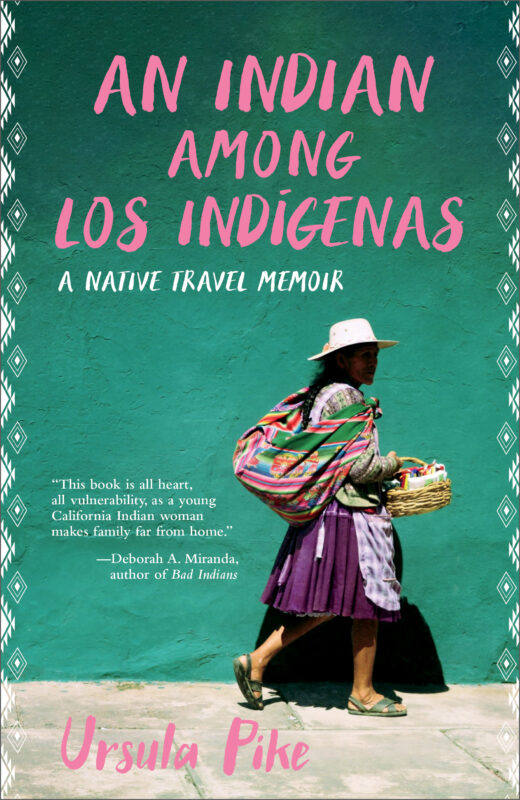 AN INDIAN
AMONG
LOS INDÍGENAS
A NATIVE TRAVEL MEMOIR
“This book is all heart,
all vulnerability, as a young
California Indian woman
makes family far from home.”
—Deborah A. Miranda,
author of Bad Indians
Ursula Pike